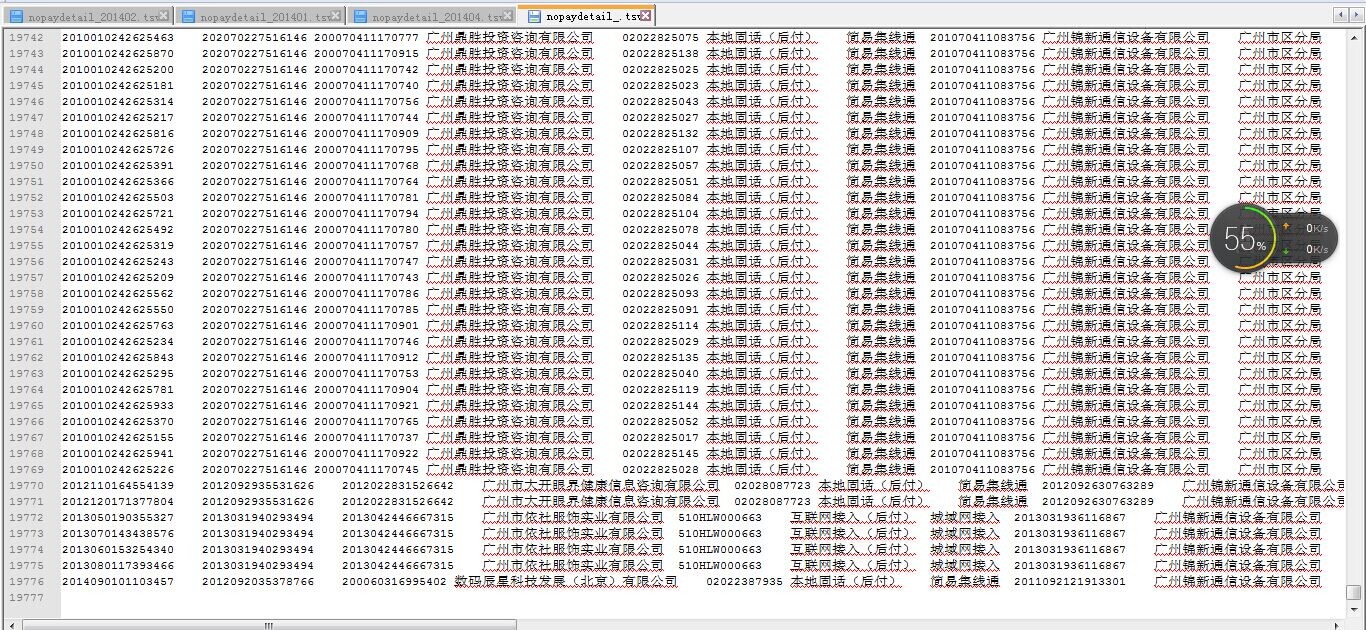 nopaydetail_201402.tsv nopaydetail_201401.tsv nopaydetail_201404.tsv nopaydetail_.tsv
19742 2010010242625463 202070227516146 200070411170777 广州鼎胜投资咨询有限公司 02022825075 本地固话（后付） 简易集线通 201070411083756 广州锦新通信设备有限公司 广州市区分局
19743 2010010242625870 202070227516146 200070411170915 广州鼎胜投资咨询有限公司 02022825138 本地固话（后付） 简易集线通 201070411083756 广州锦新通信设备有限公司 广州市区分局
19744 2010010242625200 202070227516146 200070411170742 广州鼎胜投资咨询有限公司 02022825025 本地固话（后付） 简易集线通 201070411083756 广州锦新通信设备有限公司 广州市区分局
19745 2010010242625181 202070227516146 200070411170740 广州鼎胜投资咨询有限公司 02022825023 本地固话（后付） 简易集线通 201070411083756 广州锦新通信设备有限公司 广州市区分局
19746 2010010242625314 202070227516146 200070411170756 广州鼎胜投资咨询有限公司 02022825043 本地固话（后付） 简易集线通 201070411083756 广州锦新通信设备有限公司 广州市区分局
19747 2010010242625217 202070227516146 200070411170744 广州鼎胜投资咨询有限公司 02022825027 本地固话（后付） 简易集线通 201070411083756 广州锦新通信设备有限公司 广州市区分局
19748 2010010242625816 202070227516146 200070411170909 广州鼎胜投资咨询有限公司 02022825132 本地固话（后付） 简易集线通 201070411083756 广州锦新通信设备有限公司 广州市区分局
19749 2010010242625726 202070227516146 200070411170795 广州鼎胜投资咨询有限公司 02022825107 本地固话（后付） 简易集线通 201070411083756 广州锦新通信设备有限公司 广州市区分局
19750 2010010242625391 202070227516146 200070411170768 广州鼎胜投资咨询有限公司 02022825057 本地固话（后付） 简易集线通 201070411083756 广州锦新通信设备有限公司 广州市区分局
19751 2010010242625366 202070227516146 200070411170764 广州鼎胜投资咨询有限公司 02022825051 本地固话（后付） 简易集线通 201070411083756 广州锦新通信设备有限公司 广州市区分局
19752 2010010242625503 202070227516146 200070411170781 广州鼎胜投资咨询有限公司 02022825084 本地固话（后付） 简易集线通 201070411083756 广州锦新通信设备有限公司 广州市区分局
19753 2010010242625721 202070227516146 200070411170794 广州鼎胜投资咨询有限公司 02022825104 本地固话（后付） 简易集线通 201070411083756 广州锦新通信设备有限公司 广州市区分局
19754 2010010242625492 202070227516146 200070411170780 广州鼎胜投资咨询有限公司 02022825078 本地固话（后付） 简易集线通 201070411083756 广州锦新通信设备有限公司 55% 0K/s
19755 2010010242625319 202070227516146 200070411170757 广州鼎胜投资咨询有限公司 02022825044 本地固话（后付） 简易集线通 201070411083756 广州锦新通信设备有限公司 0K/s
19756 2010010242625247 202070227516146 200070411170743 广州鼎胜投资咨询有限公司 02022825031 本地固话（后付） 简易集线通 201070411083756 广州锦新通信设备有限公司 广州市区分局
19757 2010010242625209 202070227516146 200070411170743 广州鼎胜投资咨询有限公司 02022825026 本地固话（后付） 简易集线通 201070411083756 广州锦新通信设备有限公司 广州市区分局
19758 2010010242625562 202070227516146 200070411170786 广州鼎胜投资咨询有限公司 02022825093 本地固话（后付） 简易集线通 201070411083756 广州锦新通信设备有限公司 广州市区分局
19759 2010010242625550 202070227516146 200070411170785 广州鼎胜投资咨询有限公司 02022825091 本地固话（后付） 简易集线通 201070411083756 广州锦新通信设备有限公司 广州市区分局
19760 2010010242625763 202070227516146 200070411170901 广州鼎胜投资咨询有限公司 02022825114 本地固话（后付） 简易集线通 201070411083756 广州锦新通信设备有限公司 广州市区分局
19761 2010010242625234 202070227516146 200070411170746 广州鼎胜投资咨询有限公司 02022825029 本地固话（后付） 简易集线通 201070411083756 广州锦新通信设备有限公司 广州市区分局
19762 2010010242625843 202070227516146 200070411170912 广州鼎胜投资咨询有限公司 02022825135 本地固话（后付） 简易集线通 201070411083756 广州锦新通信设备有限公司 广州市区分局
19763 2010010242625295 202070227516146 200070411170753 广州鼎胜投资咨询有限公司 02022825040 本地固话（后付） 简易集线通 201070411083756 广州锦新通信设备有限公司 广州市区分局
19764 2010010242625781 202070227516146 200070411170904 广州鼎胜投资咨询有限公司 02022825119 本地固话（后付） 简易集线通 201070411083756 广州锦新通信设备有限公司 广州市区分局
19765 2010010242625933 202070227516146 200070411170921 广州鼎胜投资咨询有限公司 02022825144 本地固话（后付） 简易集线通 201070411083756 广州锦新通信设备有限公司 广州市区分局
19766 2010010242625370 202070227516146 200070411170765 广州鼎胜投资咨询有限公司 02022825052 本地固话（后付） 简易集线通 201070411083756 广州锦新通信设备有限公司 广州市区分局
19767 2010010242625155 202070227516146 200070411170737 广州鼎胜投资咨询有限公司 02022825017 本地固话（后付） 简易集线通 201070411083756 广州锦新通信设备有限公司 广州市区分局
19768 2010010242625941 202070227516146 200070411170922 广州鼎胜投资咨询有限公司 02022825145 本地固话（后付） 简易集线通 201070411083756 广州锦新通信设备有限公司 广州市区分局
19769 2010010242625226 202070227516146 200070411170745 广州鼎胜投资咨询有限公司 02022825028 本地固话（后付） 简易集线通 201070411083756 广州锦新通信设备有限公司 广州市区分局
19770 2012110164554139 2012092935531626 2012022831526642 广州市大开眼界健康信息咨询有限公司 02028087723 本地固话（后付） 简易集线通 2012092630763289 广州锦新通信设备有限公司
19771 2012120171377804 2012092935531626 2012022831526642 广州市大开眼界健康信息咨询有限公司 02028087723 本地固话（后付） 简易集线通 2012092630763289 广州锦新通信设备有限公司
19772 2013050190355327 2013031940293494 2013042446667315 广州市依社服饰实业有限公司 510HLW000663 互联网接入（后付） 城域网接入 2013031936116867 广州锦新通信设备有限公司
19773 2013070143438576 2013031940293494 2013042446667315 广州市依社服饰实业有限公司 510HLW000663 互联网接入（后付） 城域网接入 2013031936116867 广州锦新通信设备有限公司
19774 2013060153254340 2013031940293494 2013042446667315 广州市依社服饰实业有限公司 510HLW000663 互联网接入（后付） 城域网接入 2013031936116867 广州锦新通信设备有限公司
19775 2013080117393466 2013031940293494 2013042446667315 广州市依社服饰实业有限公司 510HLW000663 互联网接入（后付） 城域网接入 2013031936116867 广州锦新通信设备有限公司
19776 2014090101103457 2012092035378766 200060316995402 数码辰星科技发展（北京）有限公司 02022387935 本地固话（后付） 简易集线通 2011092121913301 广州锦新通信设备有限公司
19777